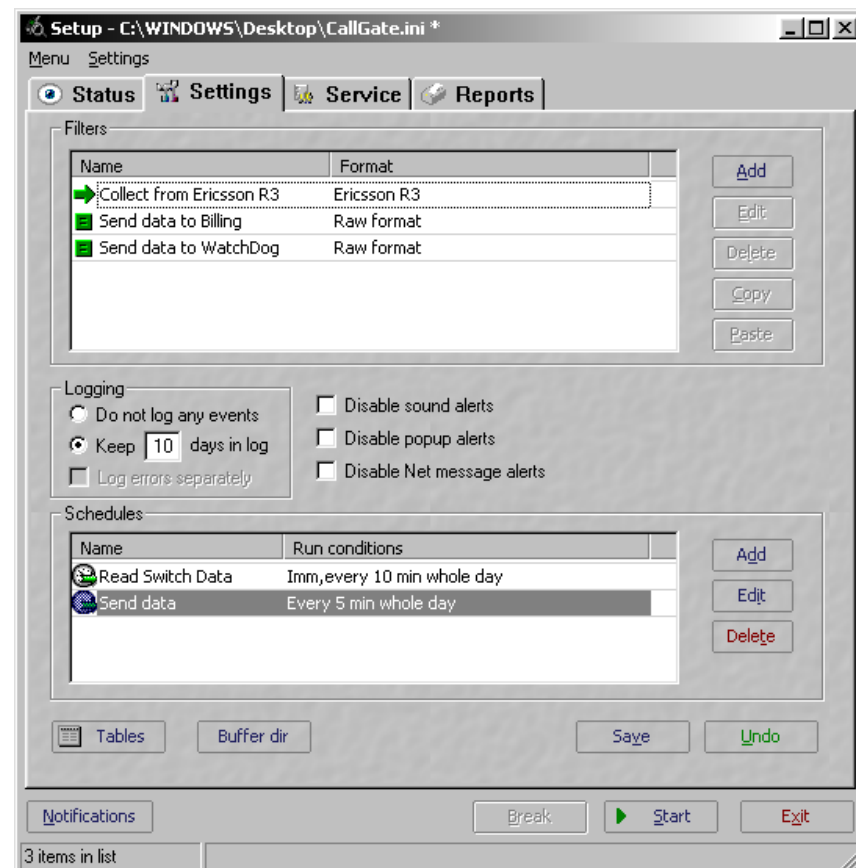 Setup - C:\WINDOWS\Desktop\CallGate.ini *
Menu Settings
Status Settings Service Reports
Filters
Name Format
Collect from Ericsson R3 Ericsson R3
Send data to Billing Raw format
Send data to WatchDog Raw format
Add
Edit
Delete
Copy
Paste
Logging
Do not log any events
Keep 10 days in log
Log errors separately
Disable sound alerts
Disable popup alerts
Disable Net message alerts
Schedules
Name Run conditions
Read Switch Data Imm,every 10 min whole day
Send data Every 5 min whole day
Add
Edit
Delete
Tables Buffer dir Save Undo
Notifications Break Start Exit
3 items in list